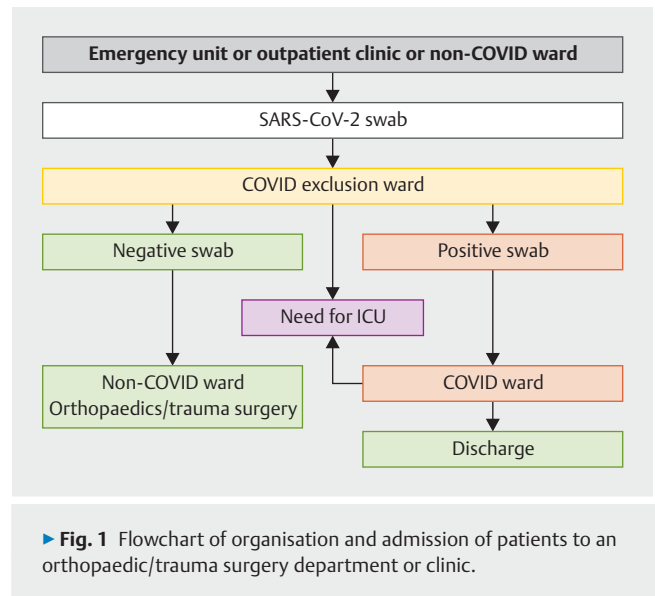 Emergency unit or outpatient clinic or non-COVID ward
SARS-CoV-2 swab
COVID exclusion ward
Negative swab
Positive swab
Need for ICU
Non-COVID ward
Orthopaedics/trauma surgery
COVID ward
Discharge
▶ Fig. 1 Flowchart of organisation and admission of patients to an
orthopaedic/trauma surgery department or clinic.